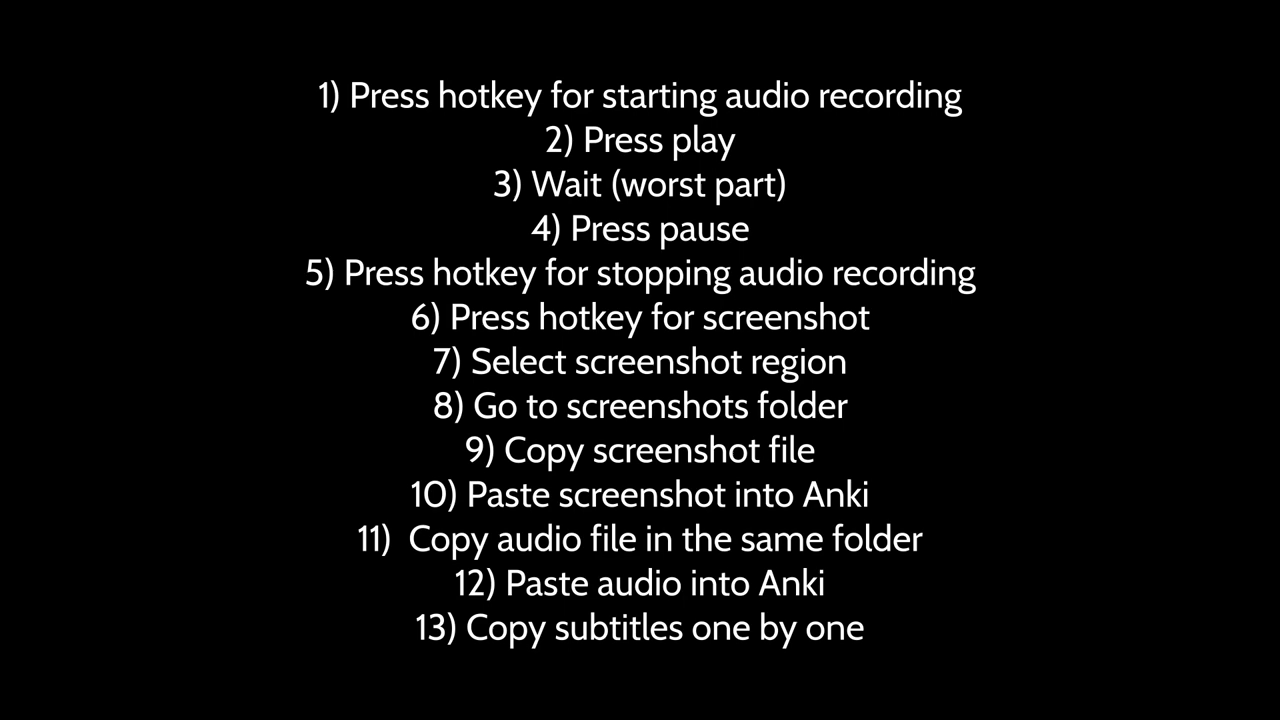 1) Press hotkey for starting audio recording
2) Press play
3) Wait (worst part)
4) Press pause
5) Press hotkey for stopping audio recording
6) Press hotkey for screenshot
7) Select screenshot region
8) Go to screenshots folder
9) Copy screenshot file
10) Paste screenshot into Anki
11)  Copy audio file in the same folder
12) Paste audio into Anki
13) Copy subtitles one by one